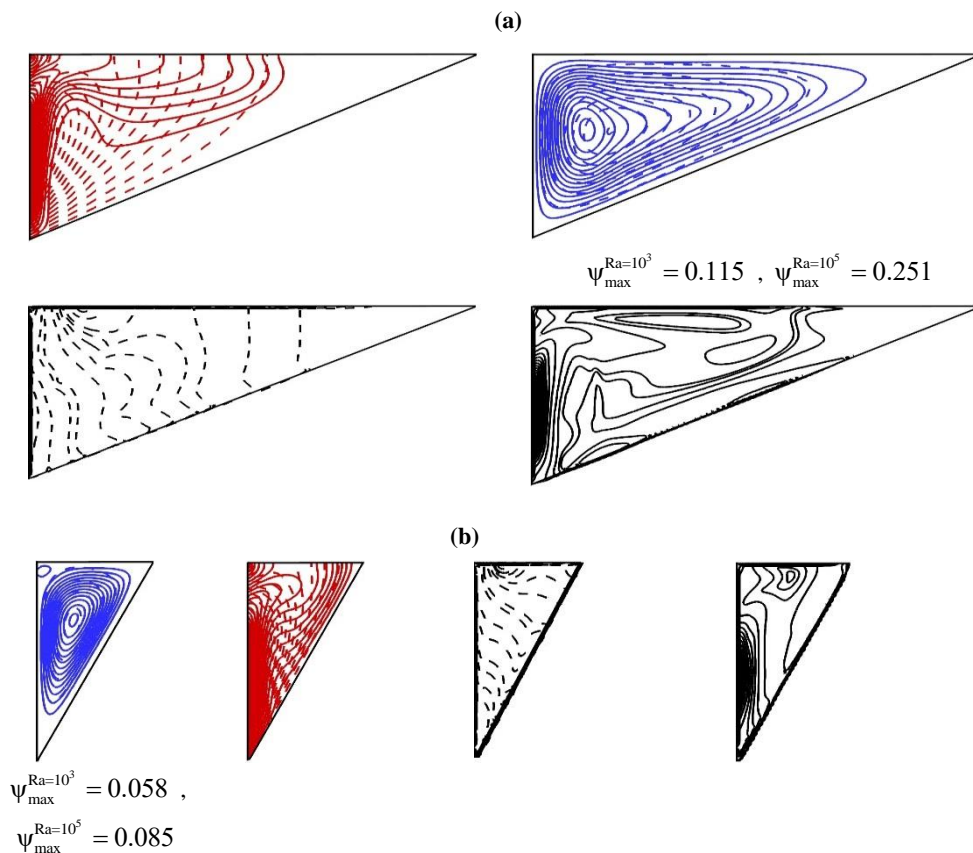 (a)
ψ_max^Ra=10^3 = 0.115 , ψ_max^Ra=10^5 = 0.251
(b)
ψ_max^Ra=10^3 = 0.058 ,
ψ_max^Ra=10^5 = 0.085